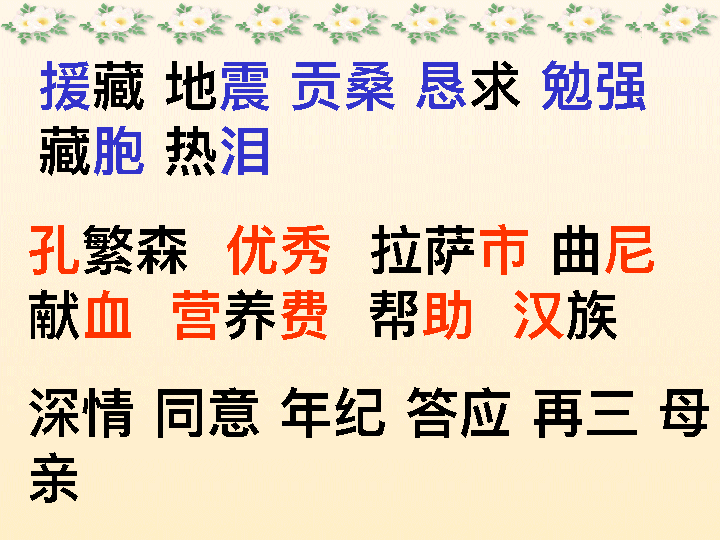 援藏 地震 贡桑 恳求 勉强
藏胞 热泪
孔繁森 优秀 拉萨市 曲尼
献血 营养费 帮助 汉族
深情 同意 年纪 答应 再三 母
亲